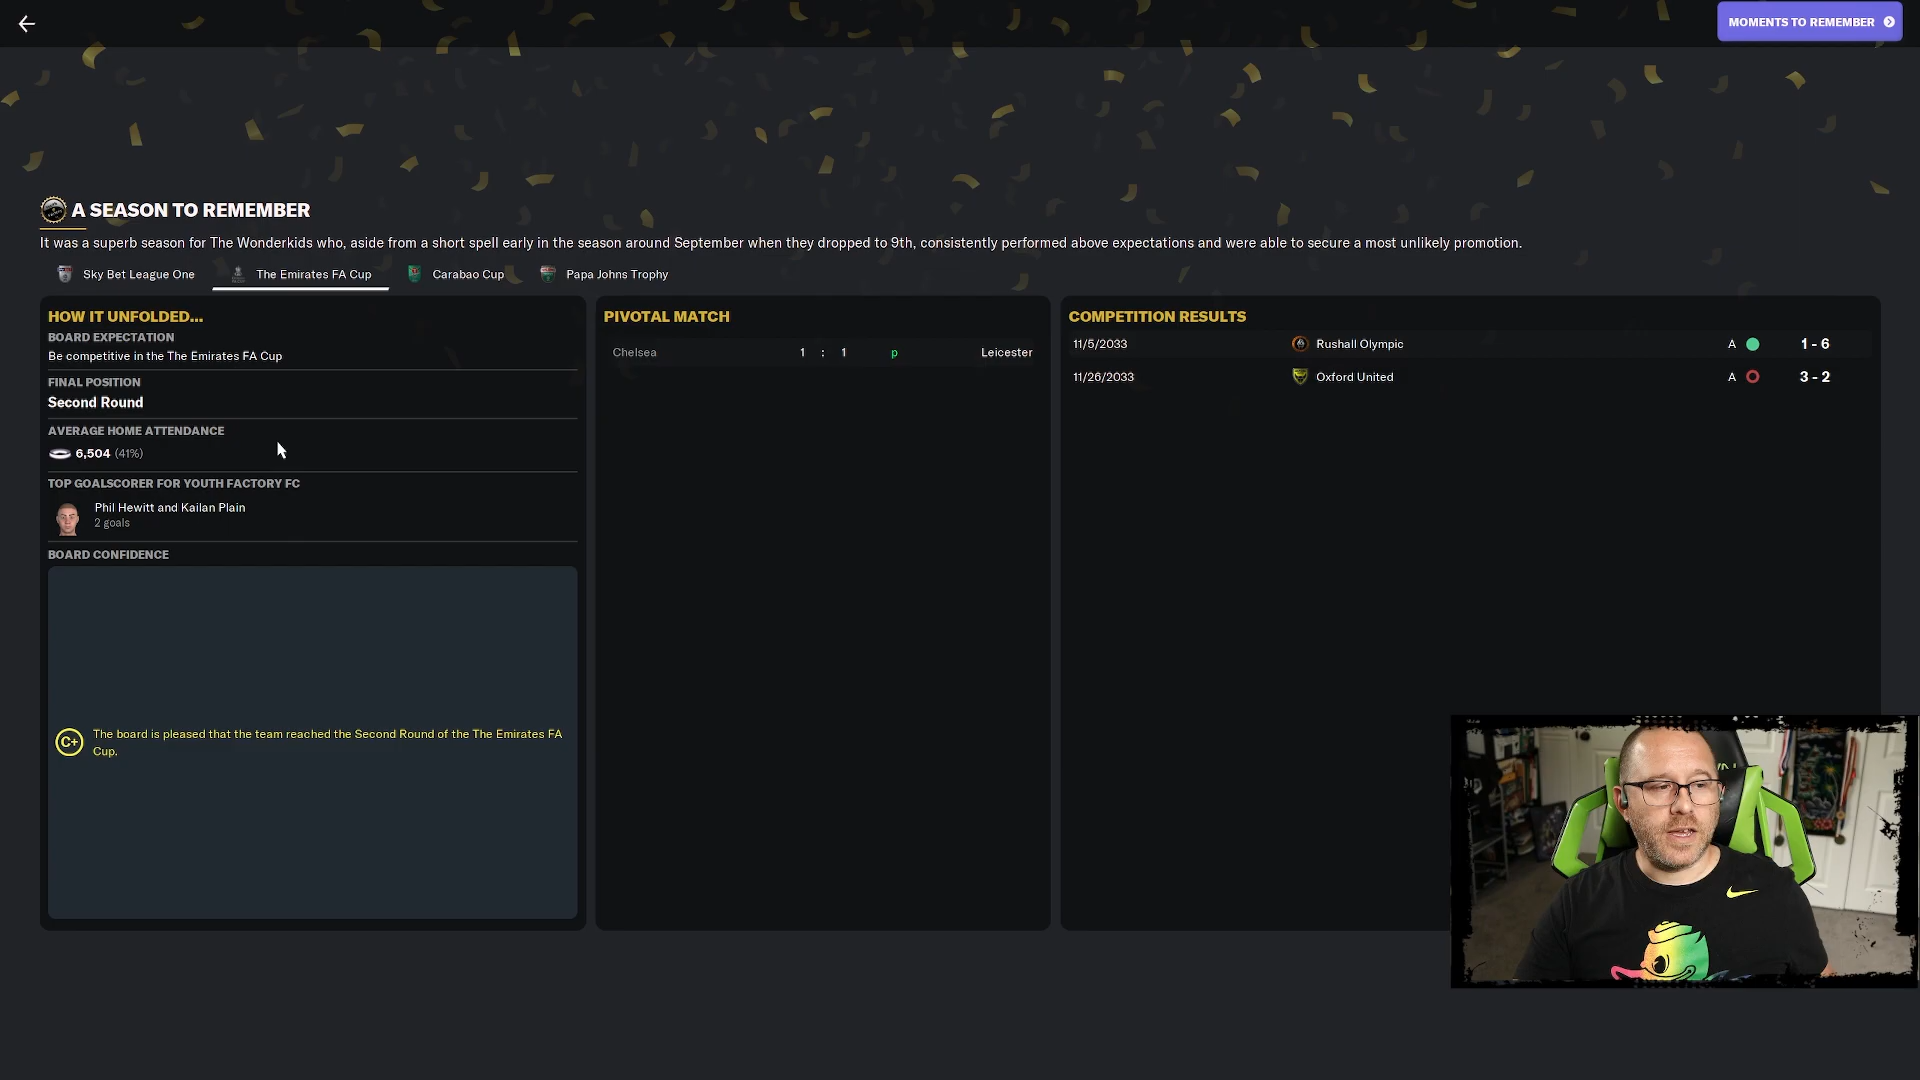 MOMENTS TO REMEMBER
A SEASON TO REMEMBER
It was a superb season for The Wonderkids who, aside from a short spell early in the season around September when they dropped to 9th, consistently performed above expectations and were able to secure a most unlikely promotion.
Sky Bet League One The Emirates FA Cup Carabao Cup Papa Johns Trophy
HOW IT UNFOLDED...
BOARD EXPECTATION
Be competitive in the The Emirates FA Cup
FINAL POSITION
Second Round
AVERAGE HOME ATTENDANCE
6,504 (41%)
TOP GOALSCORER FOR YOUTH FACTORY FC
Phil Hewitt and Kailan Plain
2 goals
BOARD CONFIDENCE
C+
The board is pleased that the team reached the Second Round of the The Emirates FA
Cup.
PIVOTAL MATCH
Chelsea 1 : 1 p Leicester
COMPETITION RESULTS
11/5/2033 Rushall Olympic A 1 - 6
11/26/2033 Oxford United A 3 - 2